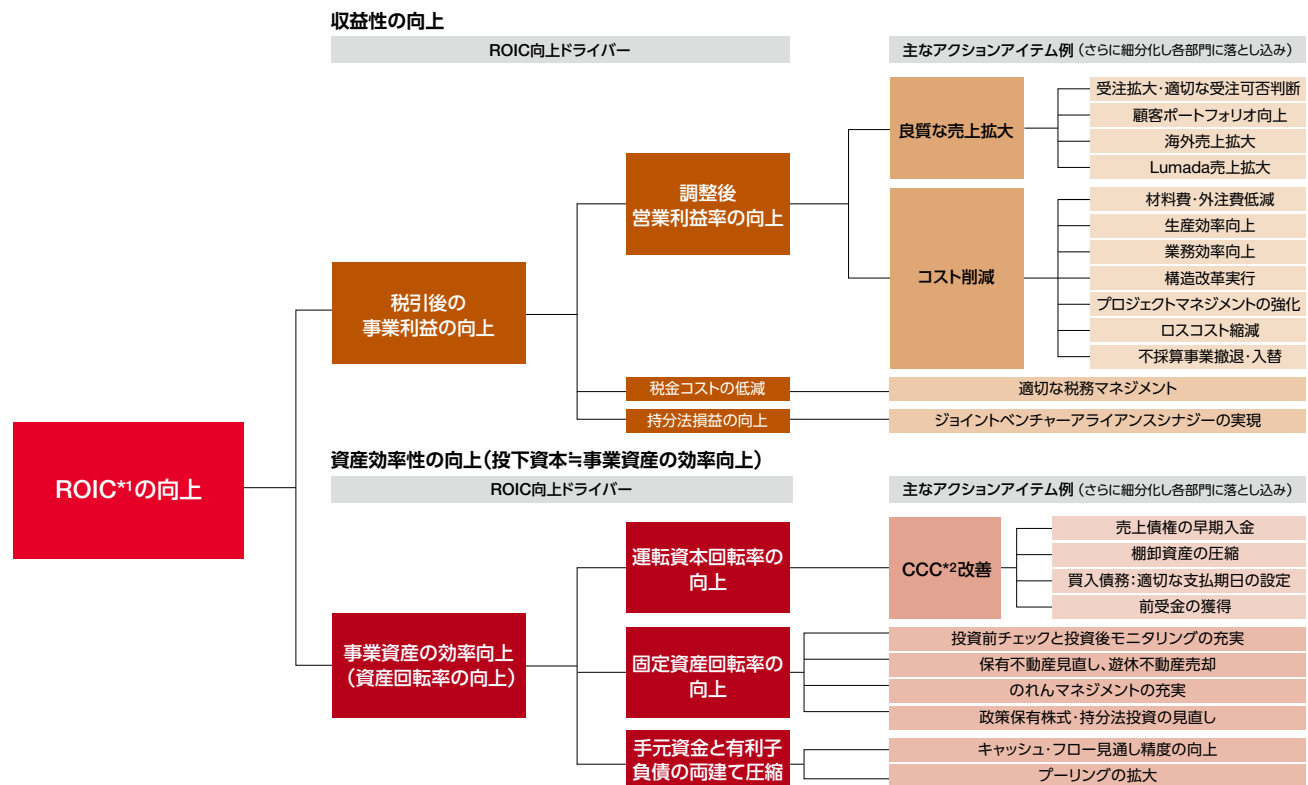 収益性の向上
ROIC向上ドライバー
主なアクションアイテム例（さらに細分化し各部門に落とし込み）
受注拡大・適切な受注可否判断
顧客ポートフォリオ向上
海外売上拡大
Lumada売上拡大
良質な売上拡大
調整後
営業利益率の向上
材料費・外注費低減
生産効率向上
業務効率向上
構造改革実行
プロジェクトマネジメントの強化
ロスコスト縮減
不採算事業撤退・入替
コスト削減
税引後の
事業利益の向上
税金コストの低減
適切な税務マネジメント
持分法損益の向上
ジョイントベンチャーアライアンスシナジーの実現
ROIC*1の向上
資産効率性の向上（投下資本≒事業資産の効率向上）
ROIC向上ドライバー
主なアクションアイテム例（さらに細分化し各部門に落とし込み）
運転資本回転率の
向上
CCC*2改善
売上債権の早期入金
棚卸資産の圧縮
買入債務：適切な支払期日の設定
前受金の獲得
事業資産の効率向上
（資産回転率の向上）
固定資産回転率の
向上
投資前チェックと投資後モニタリングの充実
保有不動産見直し、遊休不動産売却
のれんマネジメントの充実
政策保有株式・持分法投資の見直し
手元資金と有利子
負債の両建て圧縮
キャッシュ・フロー見通し精度の向上
プーリングの拡大